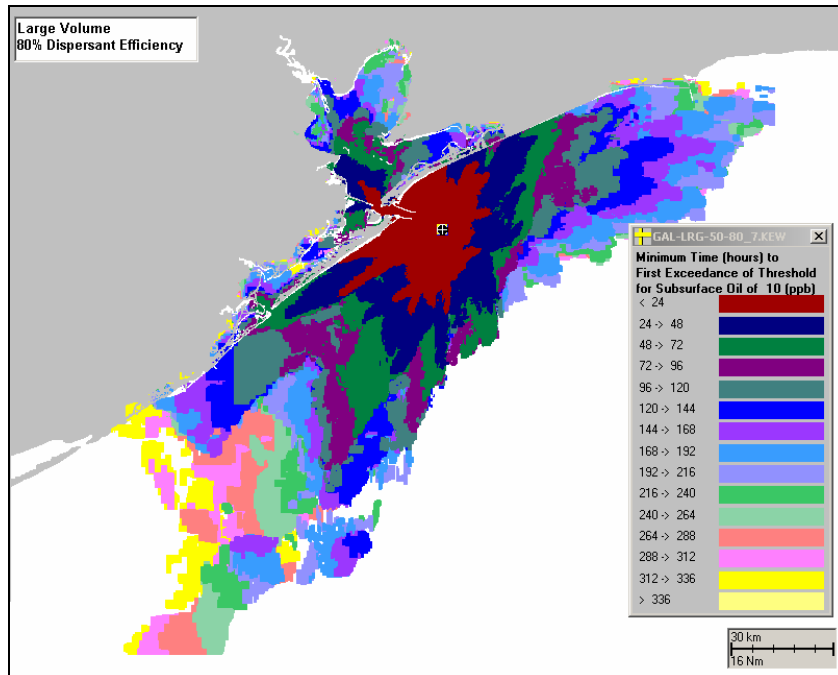 Large Volume
80% Dispersant Efficiency
GAL-LRG-50-80_7.KEW
Minimum Time (hours) to
First Exceedance of Threshold
for Subsurface Oil of 10 (ppb)
< 24
24 -> 48
48 -> 72
72 -> 96
96 -> 120
120 -> 144
144 -> 168
168 -> 192
192 -> 216
216 -> 240
240 -> 264
264 -> 288
288 -> 312
312 -> 336
> 336
30 km
16 Nm